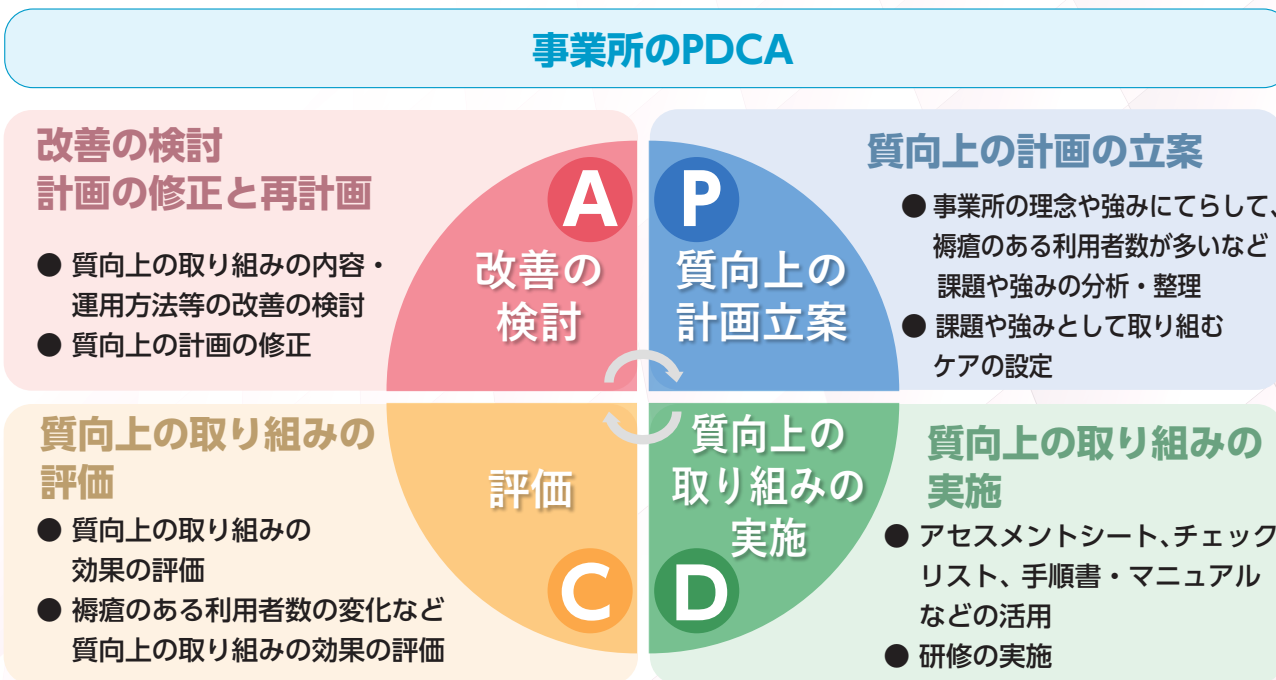 事業所のPDCA
改善の検討
計画の修正と再計画
● 質向上の取り組みの内容・
運用方法等の改善の検討
● 質向上の計画の修正
A
改善の
検討
P
質向上の
計画立案
質向上の計画の立案
● 事業所の理念や強みにてらして、
褥瘡のある利用者数が多いなど
課題や強みの分析・整理
● 課題や強みとして取り組む
ケアの設定
質向上の取り組みの
評価
● 質向上の取り組みの
効果の評価
● 褥瘡のある利用者数の変化など
質向上の取り組みの効果の評価
評価
C
質向上の
取り組みの
実施
D
質向上の取り組みの
実施
● アセスメントシート、チェック
リスト、手順書・マニュアル
などの活用
● 研修の実施